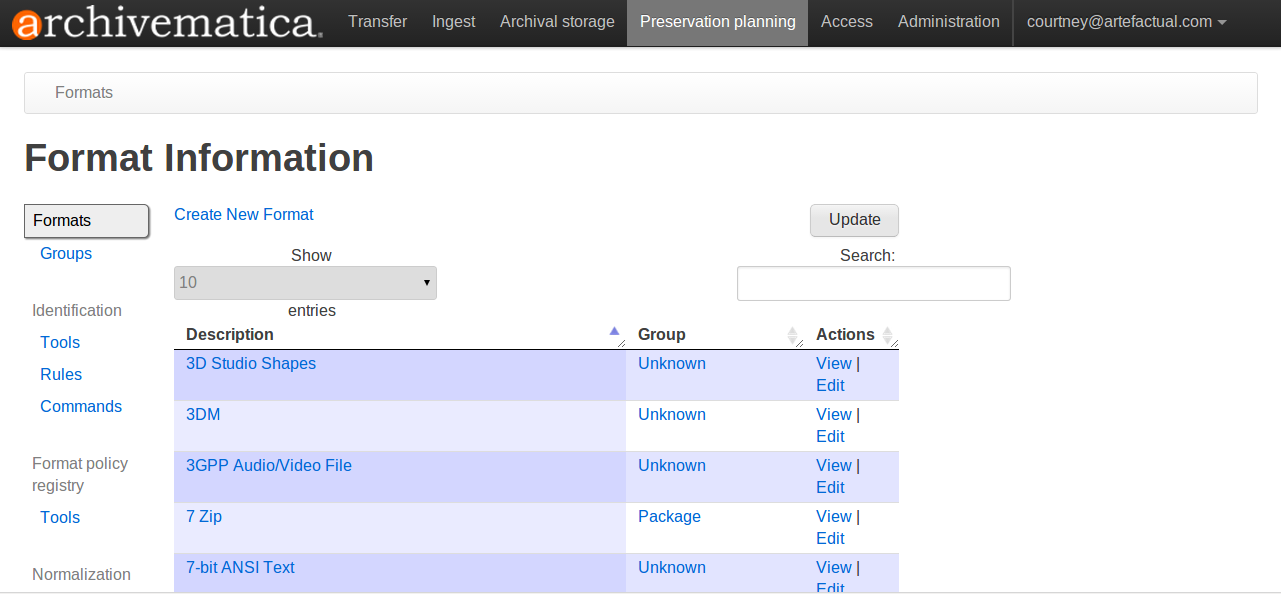 archivematica. Transfer Ingest Archival storage Preservation planning Access Administration courtney@artefactual.com
Formats
Format Information
Formats
Groups
Identification
Tools
Rules
Commands
Format policy
registry
Tools
Normalization
Create New Format Update
Show Search:
10
entries
Description Group Actions
3D Studio Shapes Unknown View |
Edit
3DM Unknown View |
Edit
3GPP Audio/Video File Unknown View |
Edit
7 Zip Package View |
Edit
7-bit ANSI Text Unknown View |
Edit